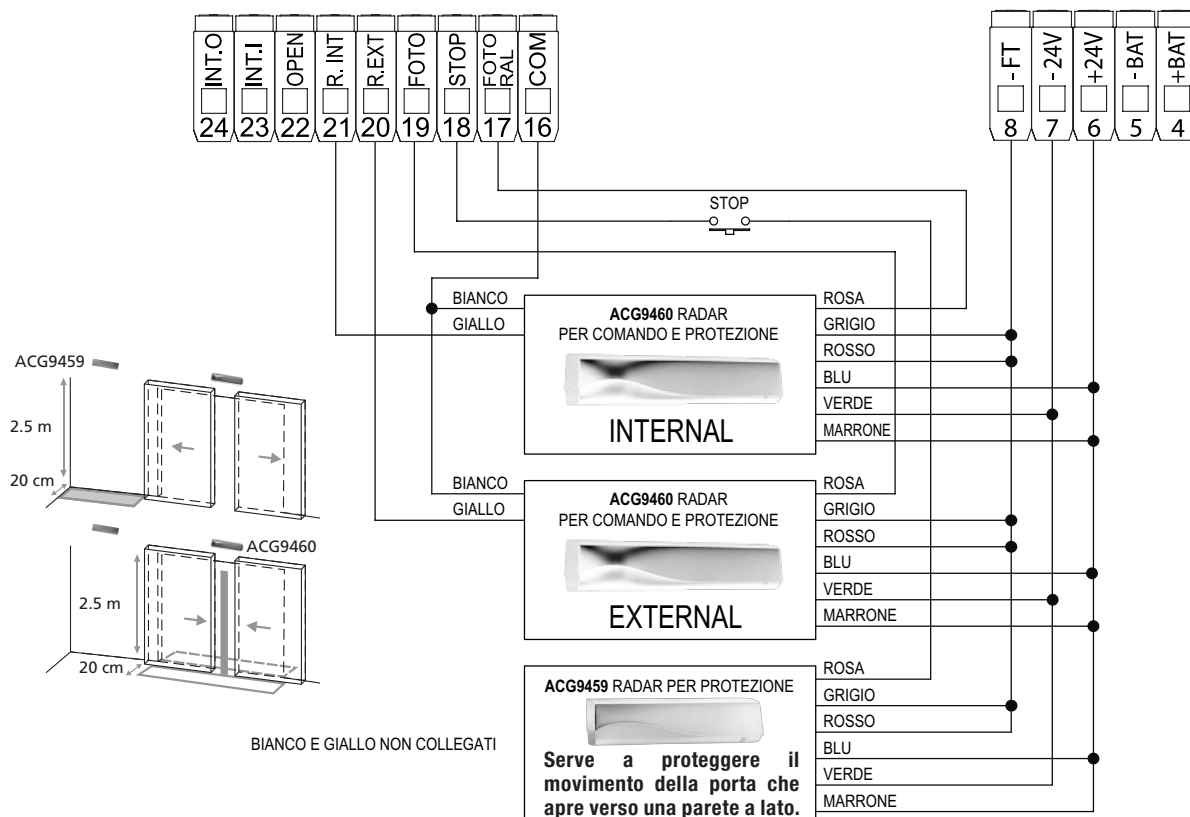 INT.O
INT.I
OPEN
R. INT
R.EXT
FOTO
STOP
FOTO
RAL
COM
24
23
22
21
20
19
18
17
16
-FT
-24V
+24V
-BAT
+BAT
8
7
6
5
4
STOP
BIANCO
GIALLO
ACG9460 RADAR
PER COMANDO E PROTEZIONE
INTERNAL
ROSA
GRIGIO
ROSSO
BLU
VERDE
MARRONE
ACG9459
2.5 m
20 cm
BIANCO
GIALLO
ACG9460 RADAR
PER COMANDO E PROTEZIONE
EXTERNAL
ROSA
GRIGIO
ROSSO
BLU
VERDE
MARRONE
ACG9460
2.5 m
20 cm
BIANCO E GIALLO NON COLLEGATI
ACG9459 RADAR PER PROTEZIONE
Serve a proteggere il
movimento della porta che
apre verso una parete a lato.
ROSA
GRIGIO
ROSSO
BLU
VERDE
MARRONE